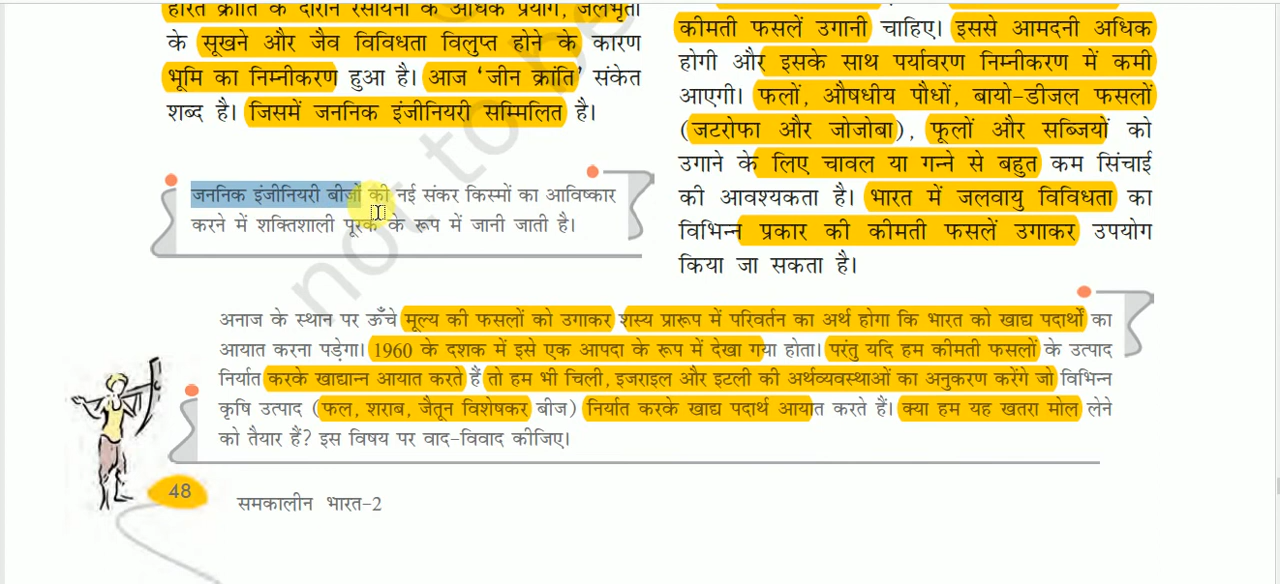 हरित क्रांति के दौरान रसायनों के अधिक प्रयोग, जलभृतों
के सूखने और जैव विविधता विलुप्त होने के कारण
भूमि का निम्नीकरण हुआ है। आज ‘जीन क्रांति’ संकेत
शब्द है। जिसमें जननिक इंजीनियरी सम्मिलित है।
जननिक इंजीनियरी बीजों की नई संकर किस्मों का आविष्कार
करने में शक्तिशाली पूरक के रूप में जानी जाती है।
कीमती फसलें उगानी चाहिए। इससे आमदनी अधिक
होगी और इसके साथ पर्यावरण निम्नीकरण में कमी
आएगी। फलों, औषधीय पौधों, बायो-डीजल फसलों
(जटरोफा और जोजोबा), फूलों और सब्जियों को
उगाने के लिए चावल या गन्ने से बहुत कम सिंचाई
की आवश्यकता है। भारत में जलवायु विविधता का
विभिन्न प्रकार की कीमती फसलें उगाकर उपयोग
किया जा सकता है।
अनाज के स्थान पर ऊँचे मूल्य की फसलों को उगाकर शस्य प्रारूप में परिवर्तन का अर्थ होगा कि भारत को खाद्य पदार्थों का
आयात करना पड़ेगा। 1960 के दशक में इसे एक आपदा के रूप में देखा गया होता। परंतु यदि हम कीमती फसलों के उत्पाद
निर्यात करके खाद्यान्न आयात करते हैं तो हम भी चिली, इजराइल और इटली की अर्थव्यवस्थाओं का अनुकरण करेंगे जो विभिन्न
कृषि उत्पाद (फल, शराब, जैतून विशेषकर बीज) निर्यात करके खाद्य पदार्थ आयात करते हैं। क्या हम यह खतरा मोल लेने
को तैयार हैं? इस विषय पर वाद-विवाद कीजिए।
48
समकालीन भारत-2
not to be